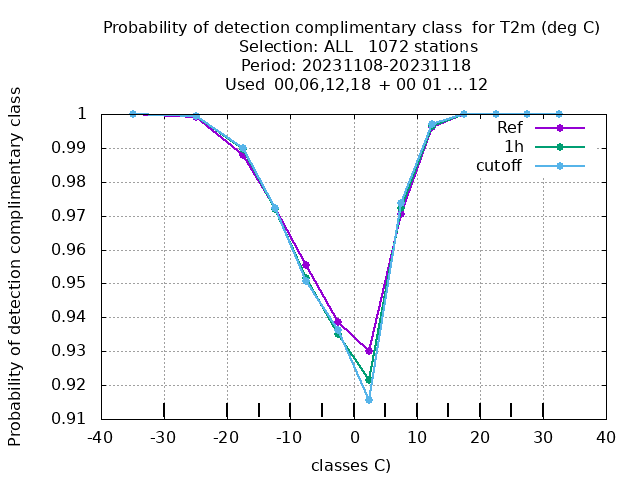 Probability of detection complimentary class for T2m (deg C)
Selection: ALL 1072 stations
Period: 20231108-20231118
Used 00,06,12,18 + 00 01 ... 12
Probability of detection complimentary class
1
0.99
0.98
0.97
0.96
0.95
0.94
0.93
0.92
0.91
Ref
1h
cutoff
-40 -30 -20 -10 0 10 20 30 40
classes C)